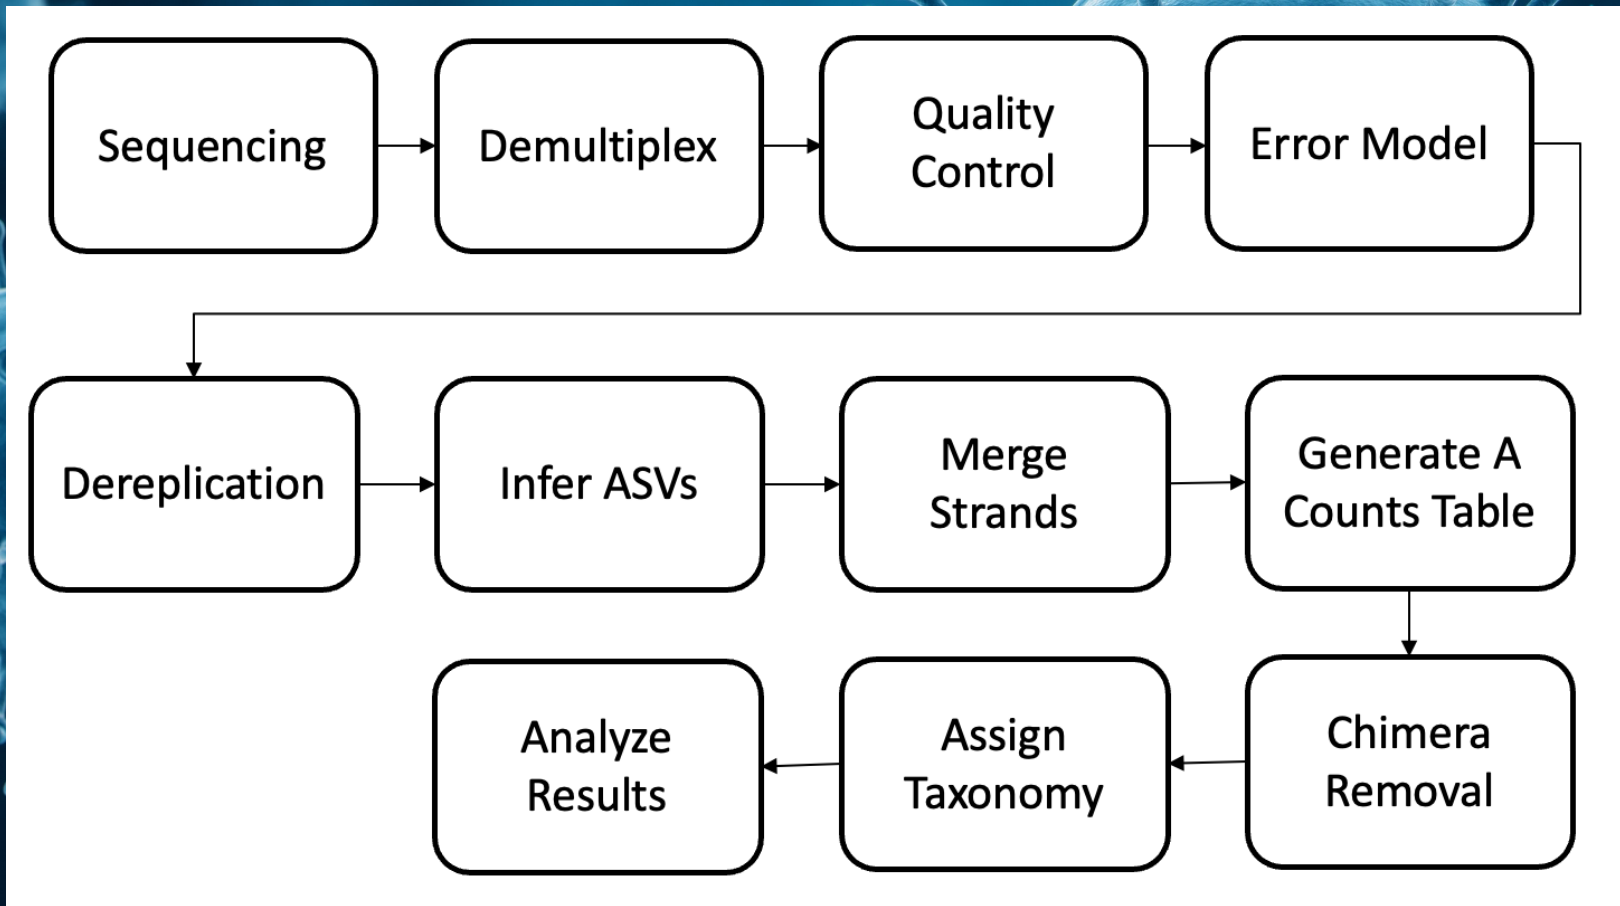 Sequencing
Demultiplex
Quality
Control
Error Model
Dereplication
Infer ASVs
Merge
Strands
Generate A
Counts Table
Analyze
Results
Assign
Taxonomy
Chimera
Removal